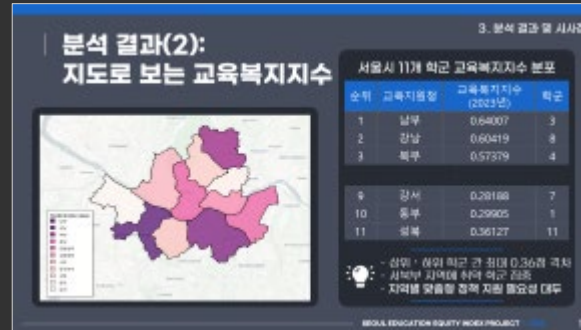 3. 분석 결과 및 시사점
분석 결과(2):
지도로 보는 교육복지지수
서울시 11개 학군 교육복지지수 분포
순위 교육지원청 교육복지지수 (2023년) 학군
1 남부 0.64007 3
2 강남 0.60419 8
3 북부 0.57379 4
9 강서 0.28188 7
10 동부 0.29905 1
11 성북 0.36127 11
- 상위 · 하위 학군 간 최대 0.36점 격차
- 서북부 지역에 취약 학군 집중
- 지역별 맞춤형 정책 지원 필요성 대두
SEOUL EDUCATION EQUITY INDEX PROJECT